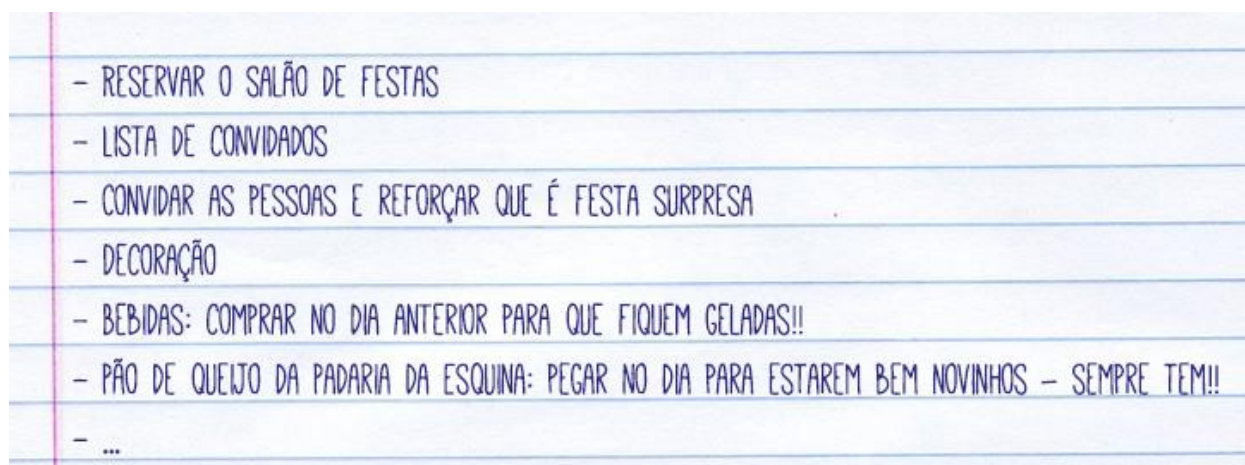 - RESERVAR O SALÃO DE FESTAS
- LISTA DE CONVIDADOS
- CONVIDAR AS PESSOAS E REFORÇAR QUE É FESTA SURPRESA
- DECORAÇÃO
- BEBIDAS: COMPRAR NO DIA ANTERIOR PARA QUE FIQUEM GELADAS!!
- PÃO DE QUEIJO DA PADARIA DA ESQUINA: PEGAR NO DIA PARA ESTAREM BEM NOVINHOS – SEMPRE TEM!!
- ...